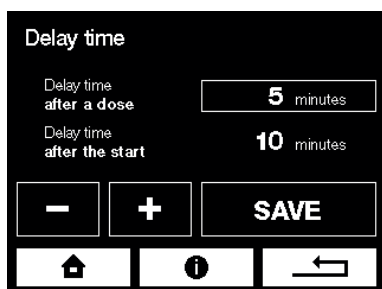 Delay time
Delay time
after a dose
5 minutes
Delay time
after the start
10 minutes
− + SAVE
i